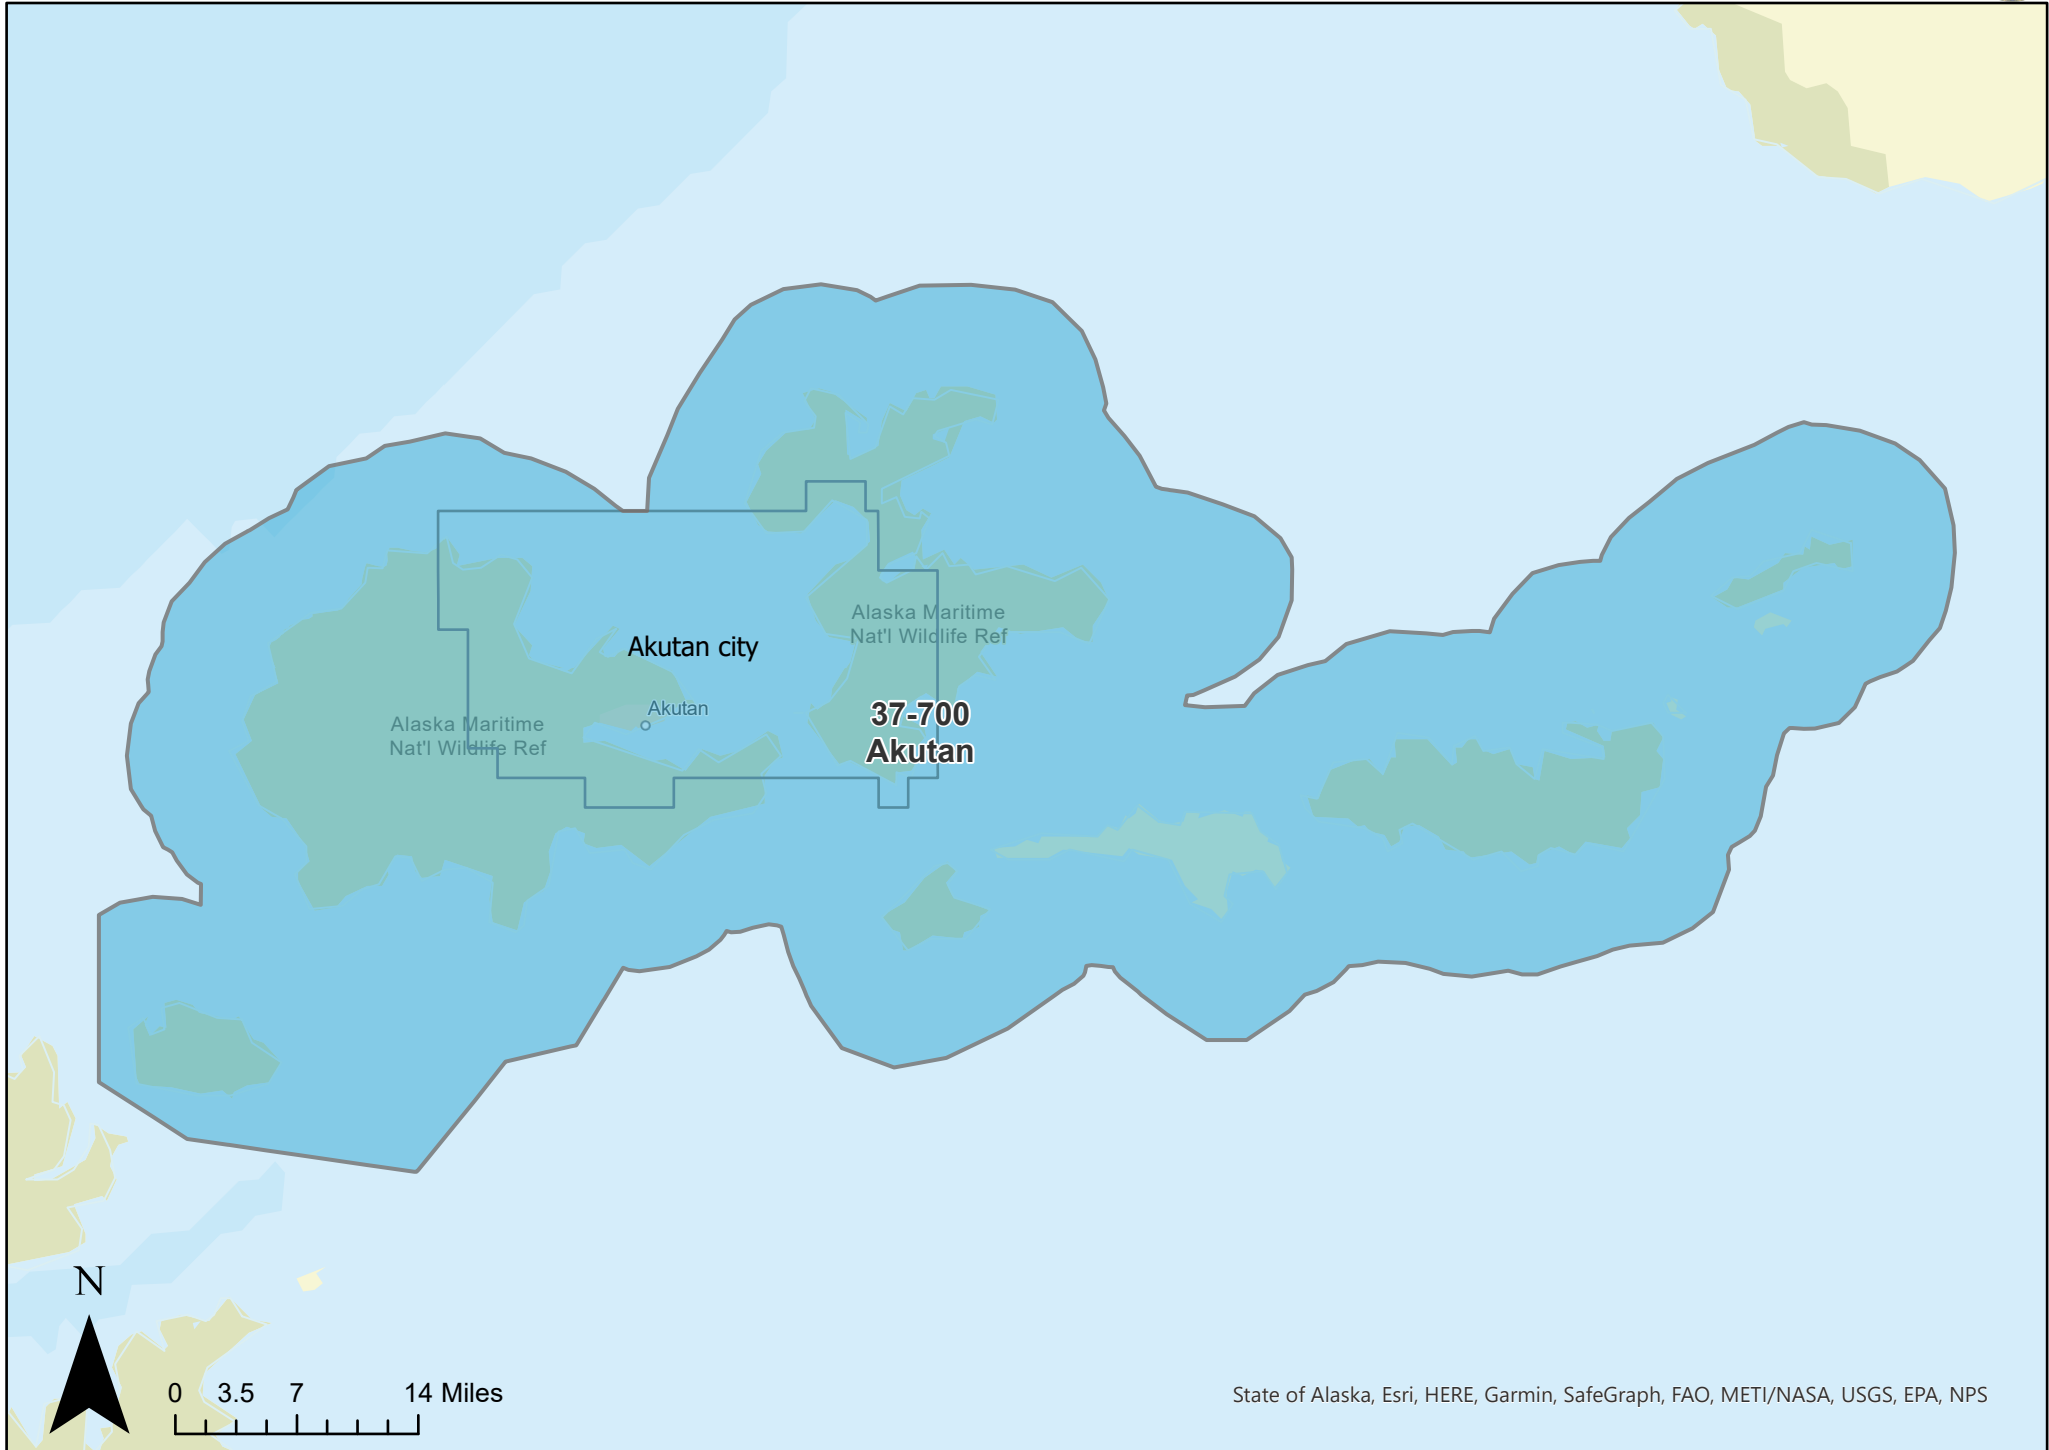 Alaska Maritime
Nat'l Wildlife Ref
Akutan city
Akutan
37-700
Akutan
Alaska Maritime
Nat'l Wildlife Ref
N
0 3.5 7 14 Miles
State of Alaska, Esri, HERE, Garmin, SafeGraph, FAO, METI/NASA, USGS, EPA, NPS